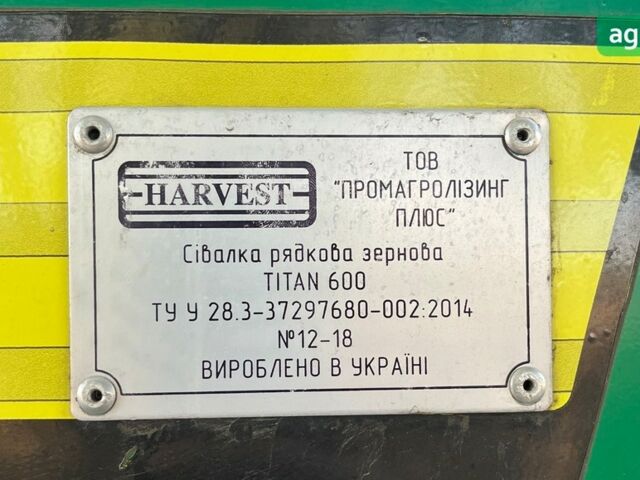 ag
HARVEST
ТОВ
"ПРОМАГРОЛІЗИНГ
ПЛЮС"
Сівалка рядкова зернова
TITAN 600
ТУ У 28.3-37297680-002:2014
№12-18
ВИРОБЛЕНО В УКРАЇНІ